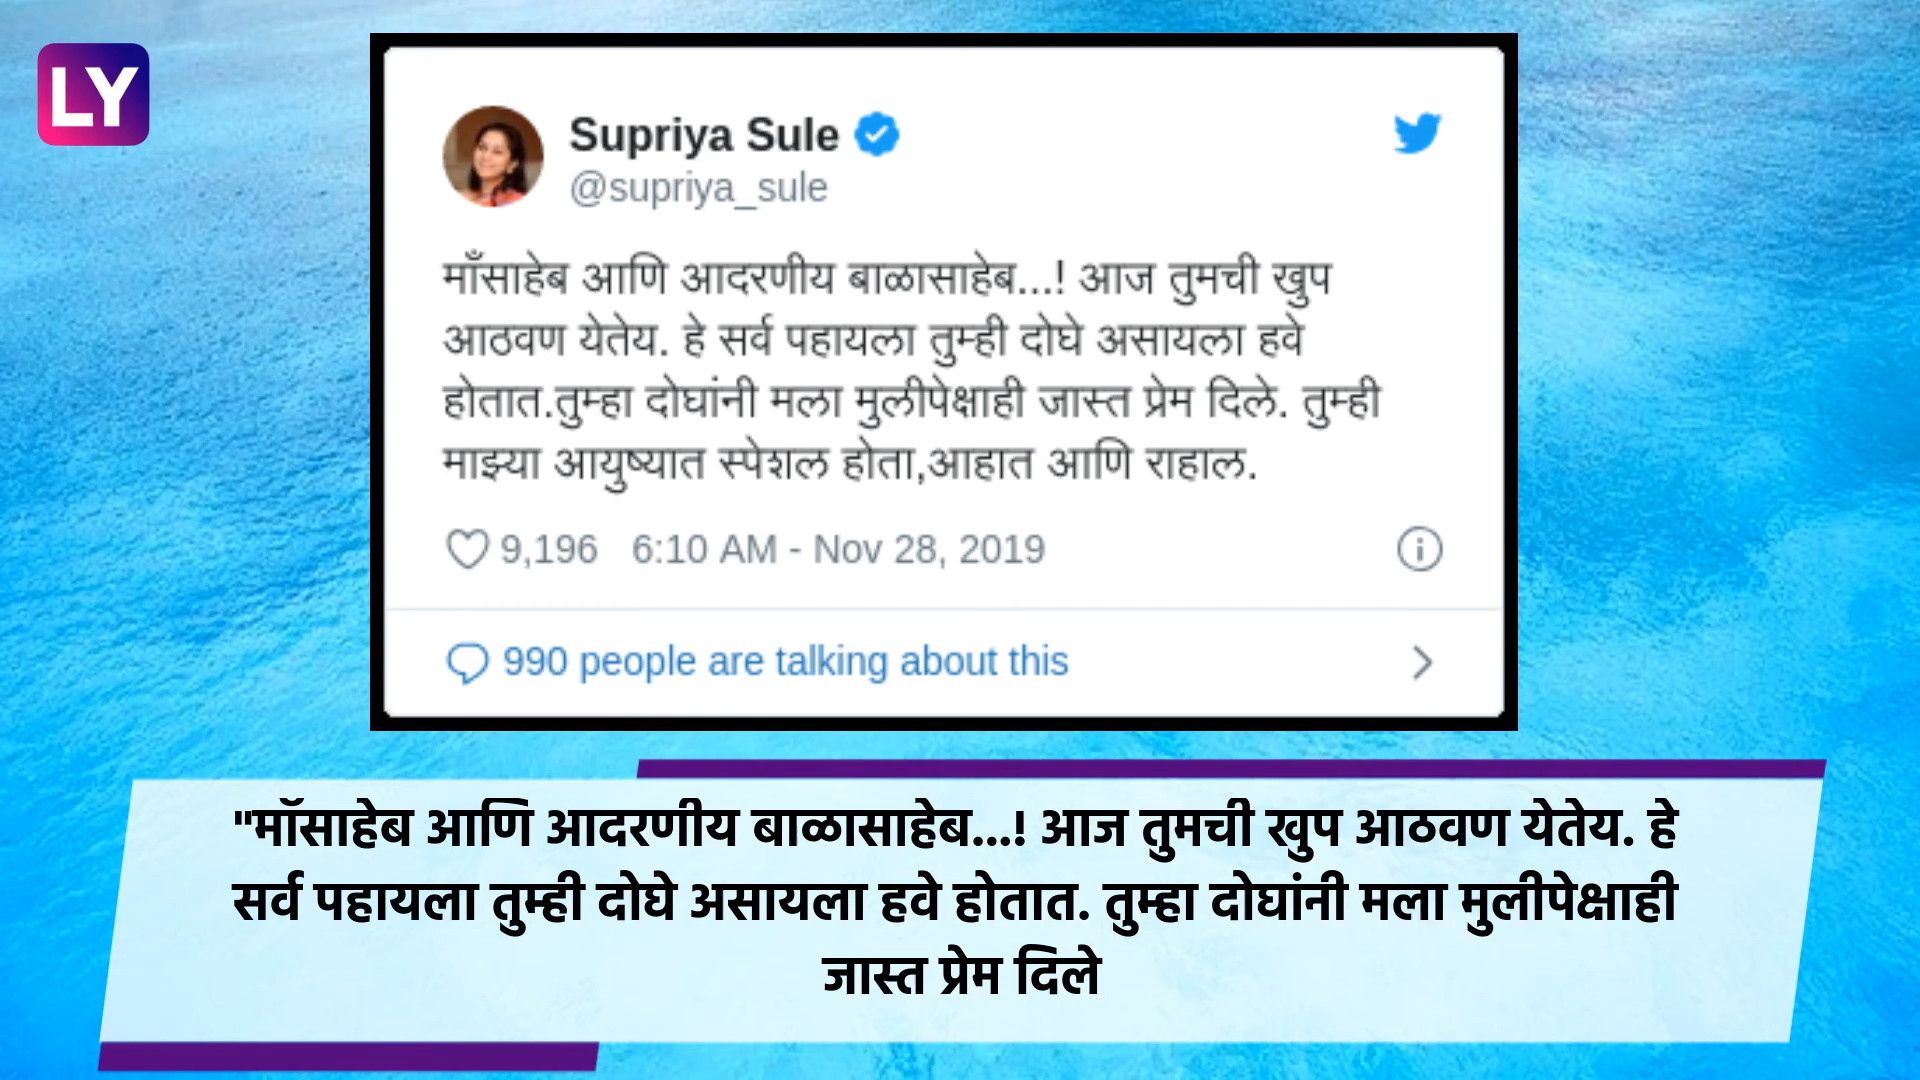 LY
Supriya Sule
@supriya_sule
माँसाहेब आणि आदरणीय बाळासाहेब...! आज तुमची खुप
आठवण येतेय. हे सर्व पहायला तुम्ही दोघे असायला हवे
होतात.तुम्हा दोघांनी मला मुलीपेक्षाही जास्त प्रेम दिले. तुम्ही
माझ्या आयुष्यात स्पेशल होता,आहात आणि राहाल.
9,196 6:10 AM - Nov 28, 2019
990 people are talking about this
"मॉसाहेब आणि आदरणीय बाळासाहेब...! आज तुमची खुप आठवण येतेय. हे
सर्व पहायला तुम्ही दोघे असायला हवे होतात. तुम्हा दोघांनी मला मुलीपेक्षाही
जास्त प्रेम दिले